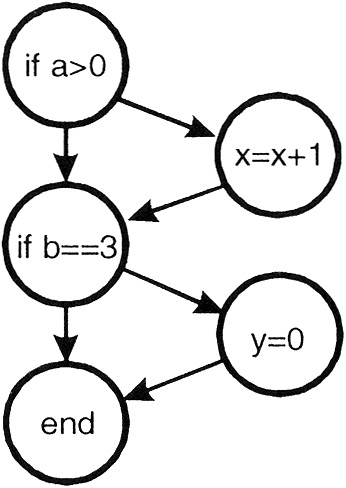 if a>0
x=x+1
if b==3
y=0
end